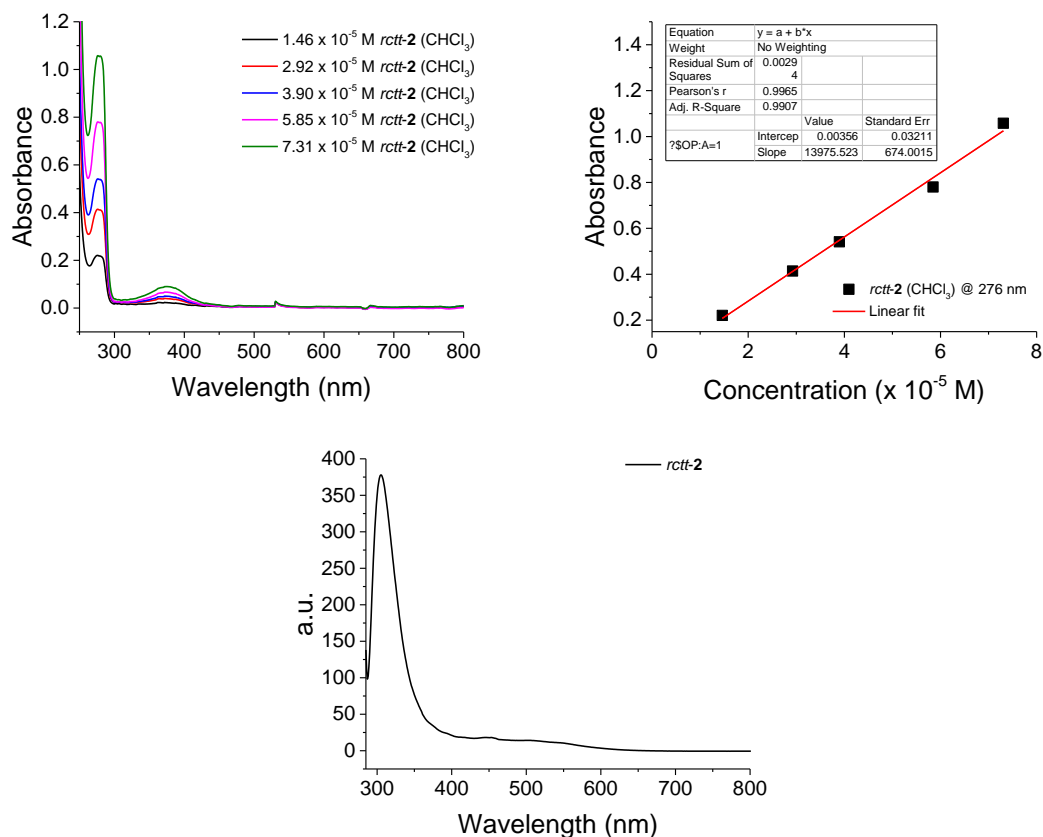 1.2
1.0
0.8
0.6
0.4
0.2
0.0
Absorbance
1.46 x 10⁻⁵ M rctt-2 (CHCl₃)
2.92 x 10⁻⁵ M rctt-2 (CHCl₃)
3.90 x 10⁻⁵ M rctt-2 (CHCl₃)
5.85 x 10⁻⁵ M rctt-2 (CHCl₃)
7.31 x 10⁻⁵ M rctt-2 (CHCl₃)
300 400 500 600 700 800
Wavelength (nm)
1.4
1.2
1.0
0.8
0.6
0.4
0.2
Abosrbance
Equation y = a + b*x
Weight No Weighting
Residual Sum of Squares 0.00294
Pearson's r 0.9965
Adj. R-Square 0.9907
Value Standard Err
?$OP:A=1 Intercep 0.00356 0.03211
Slope 13975.523 674.0015
rctt-2 (CHCl₃) @ 276 nm
Linear fit
0 2 4 6 8
Concentration (x 10⁻⁵ M)
400
350
300
250
200
150
100
50
0
a.u.
rctt-2
300 400 500 600 700 800
Wavelength (nm)